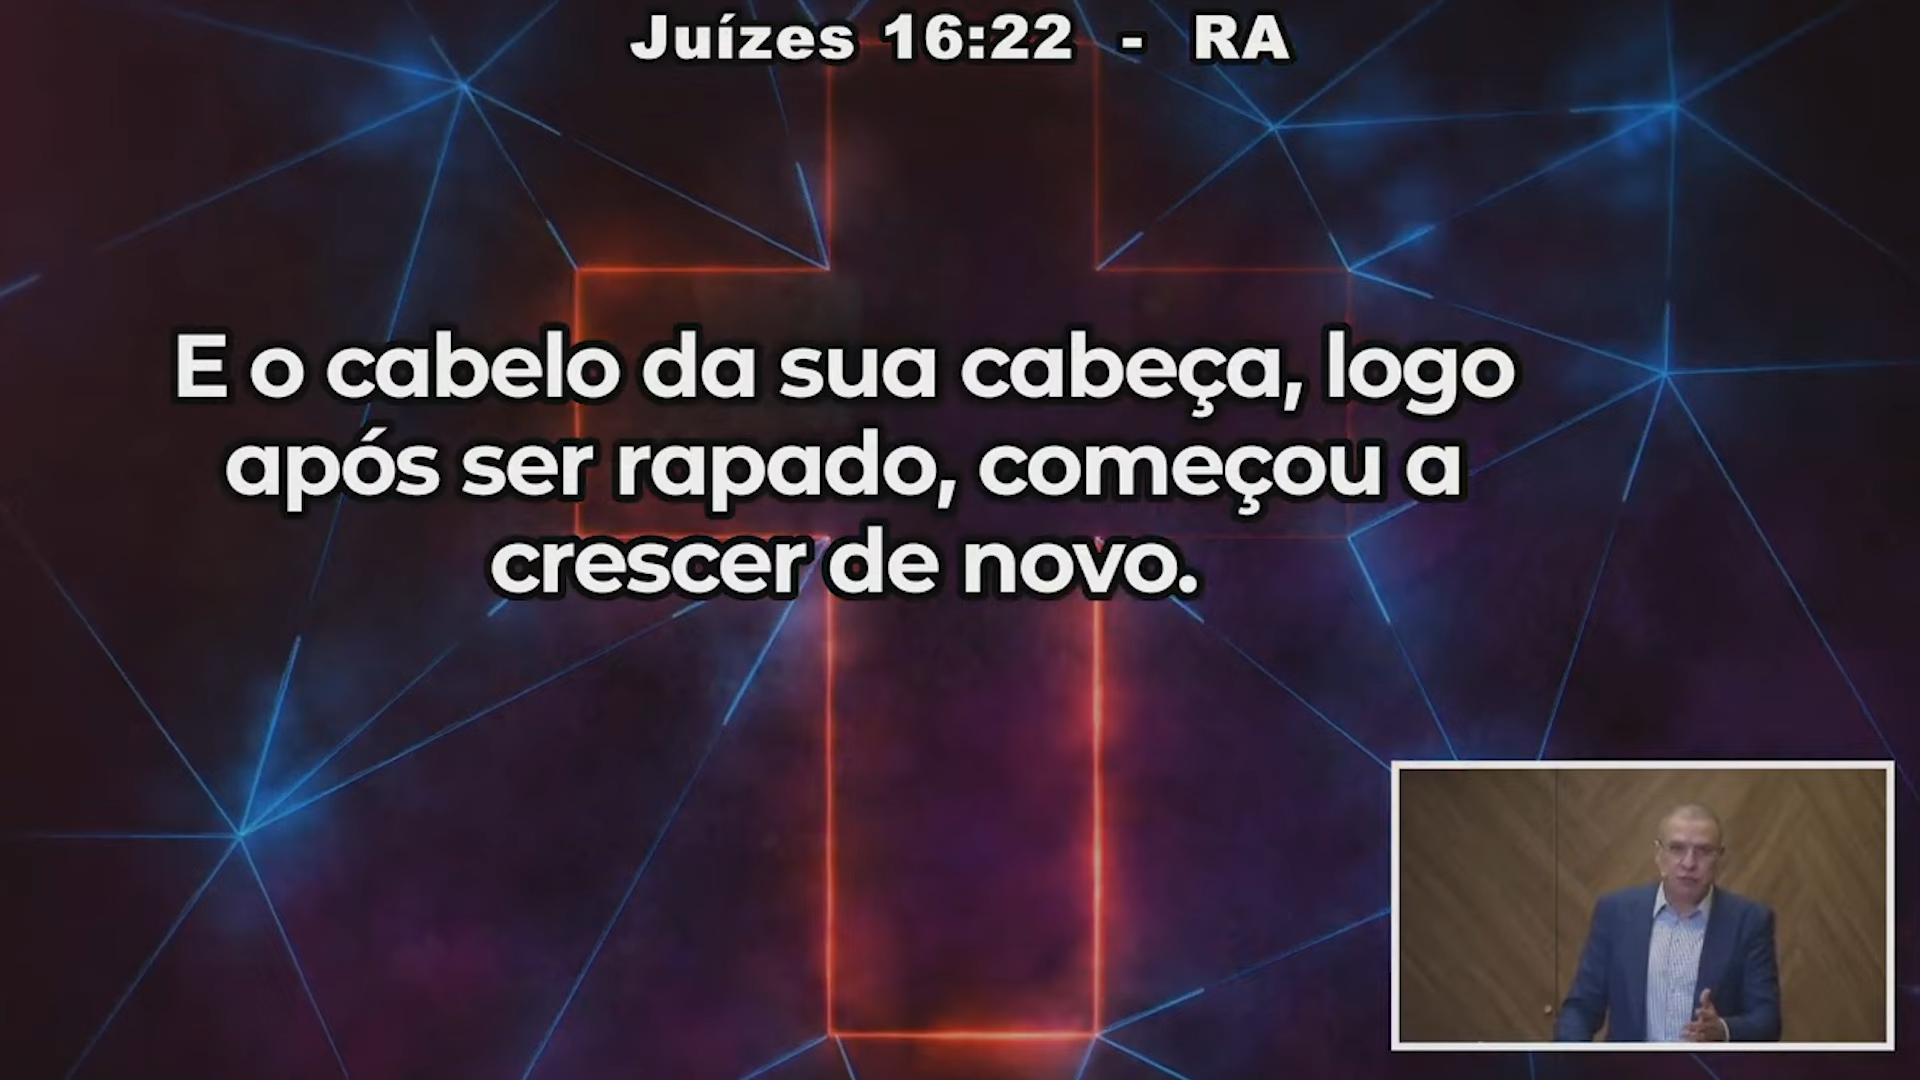 Juízes 16:22 - RA
E o cabelo da sua cabeça, logo
após ser rapado, começou a
crescer de novo.